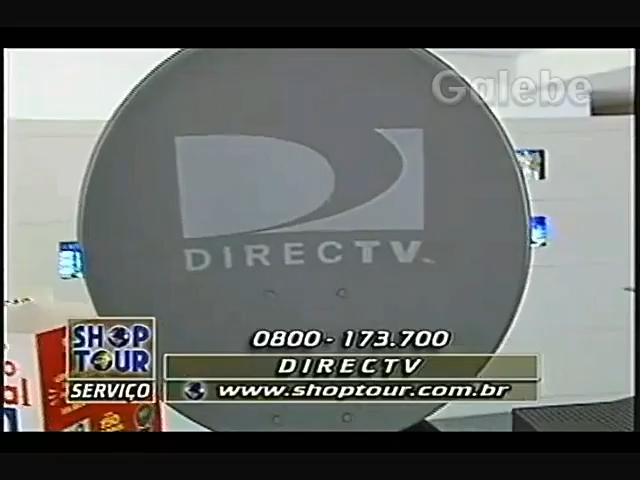 Galebe
DIRECTV
SHOP
TOUR
SERVIÇO
0800 - 173.700
DIRECTV
www.shoptour.com.br